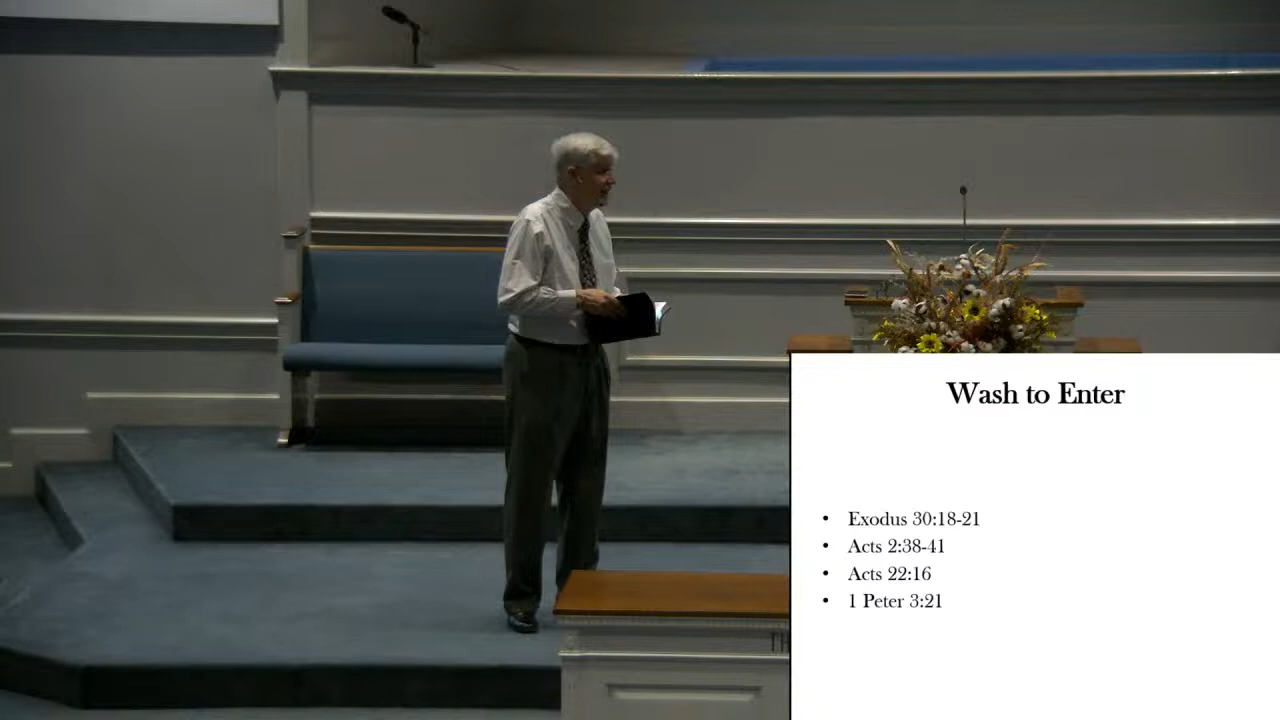 Wash to Enter
• Exodus 30:18-21
• Acts 2:38-41
• Acts 22:16
• 1 Peter 3:21